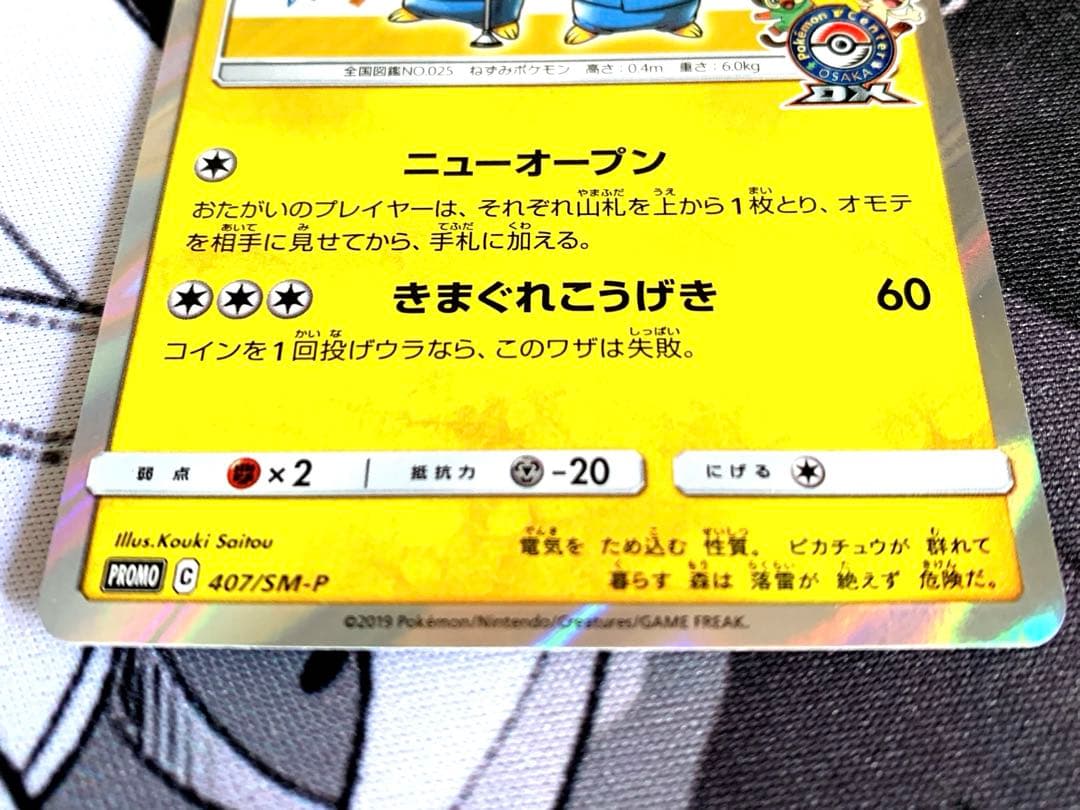 Pokémon Center
OSAKA
DX
全国図鑑NO.025 ねずみポケモン 高さ:0.4m 重さ:6.0kg
ニューオープン
おたがいのプレイヤーは、それぞれ山札を上から1枚とり、オモテ
を相手に見せてから、手札に加える。
きまぐれこうげき 60
コインを1回投げウラなら、このワザは失敗。
弱点 ×2 抵抗力 -20 にげる
Illus.Kouki Saitou
電気を ため込む 性質。 ピカチュウが 群れて
PROMO C 407/SM-P
暮らす 森は 落雷が 絶えず 危険だ。
©2019 Pokémon/Nintendo/Creatures/GAME FREAK.